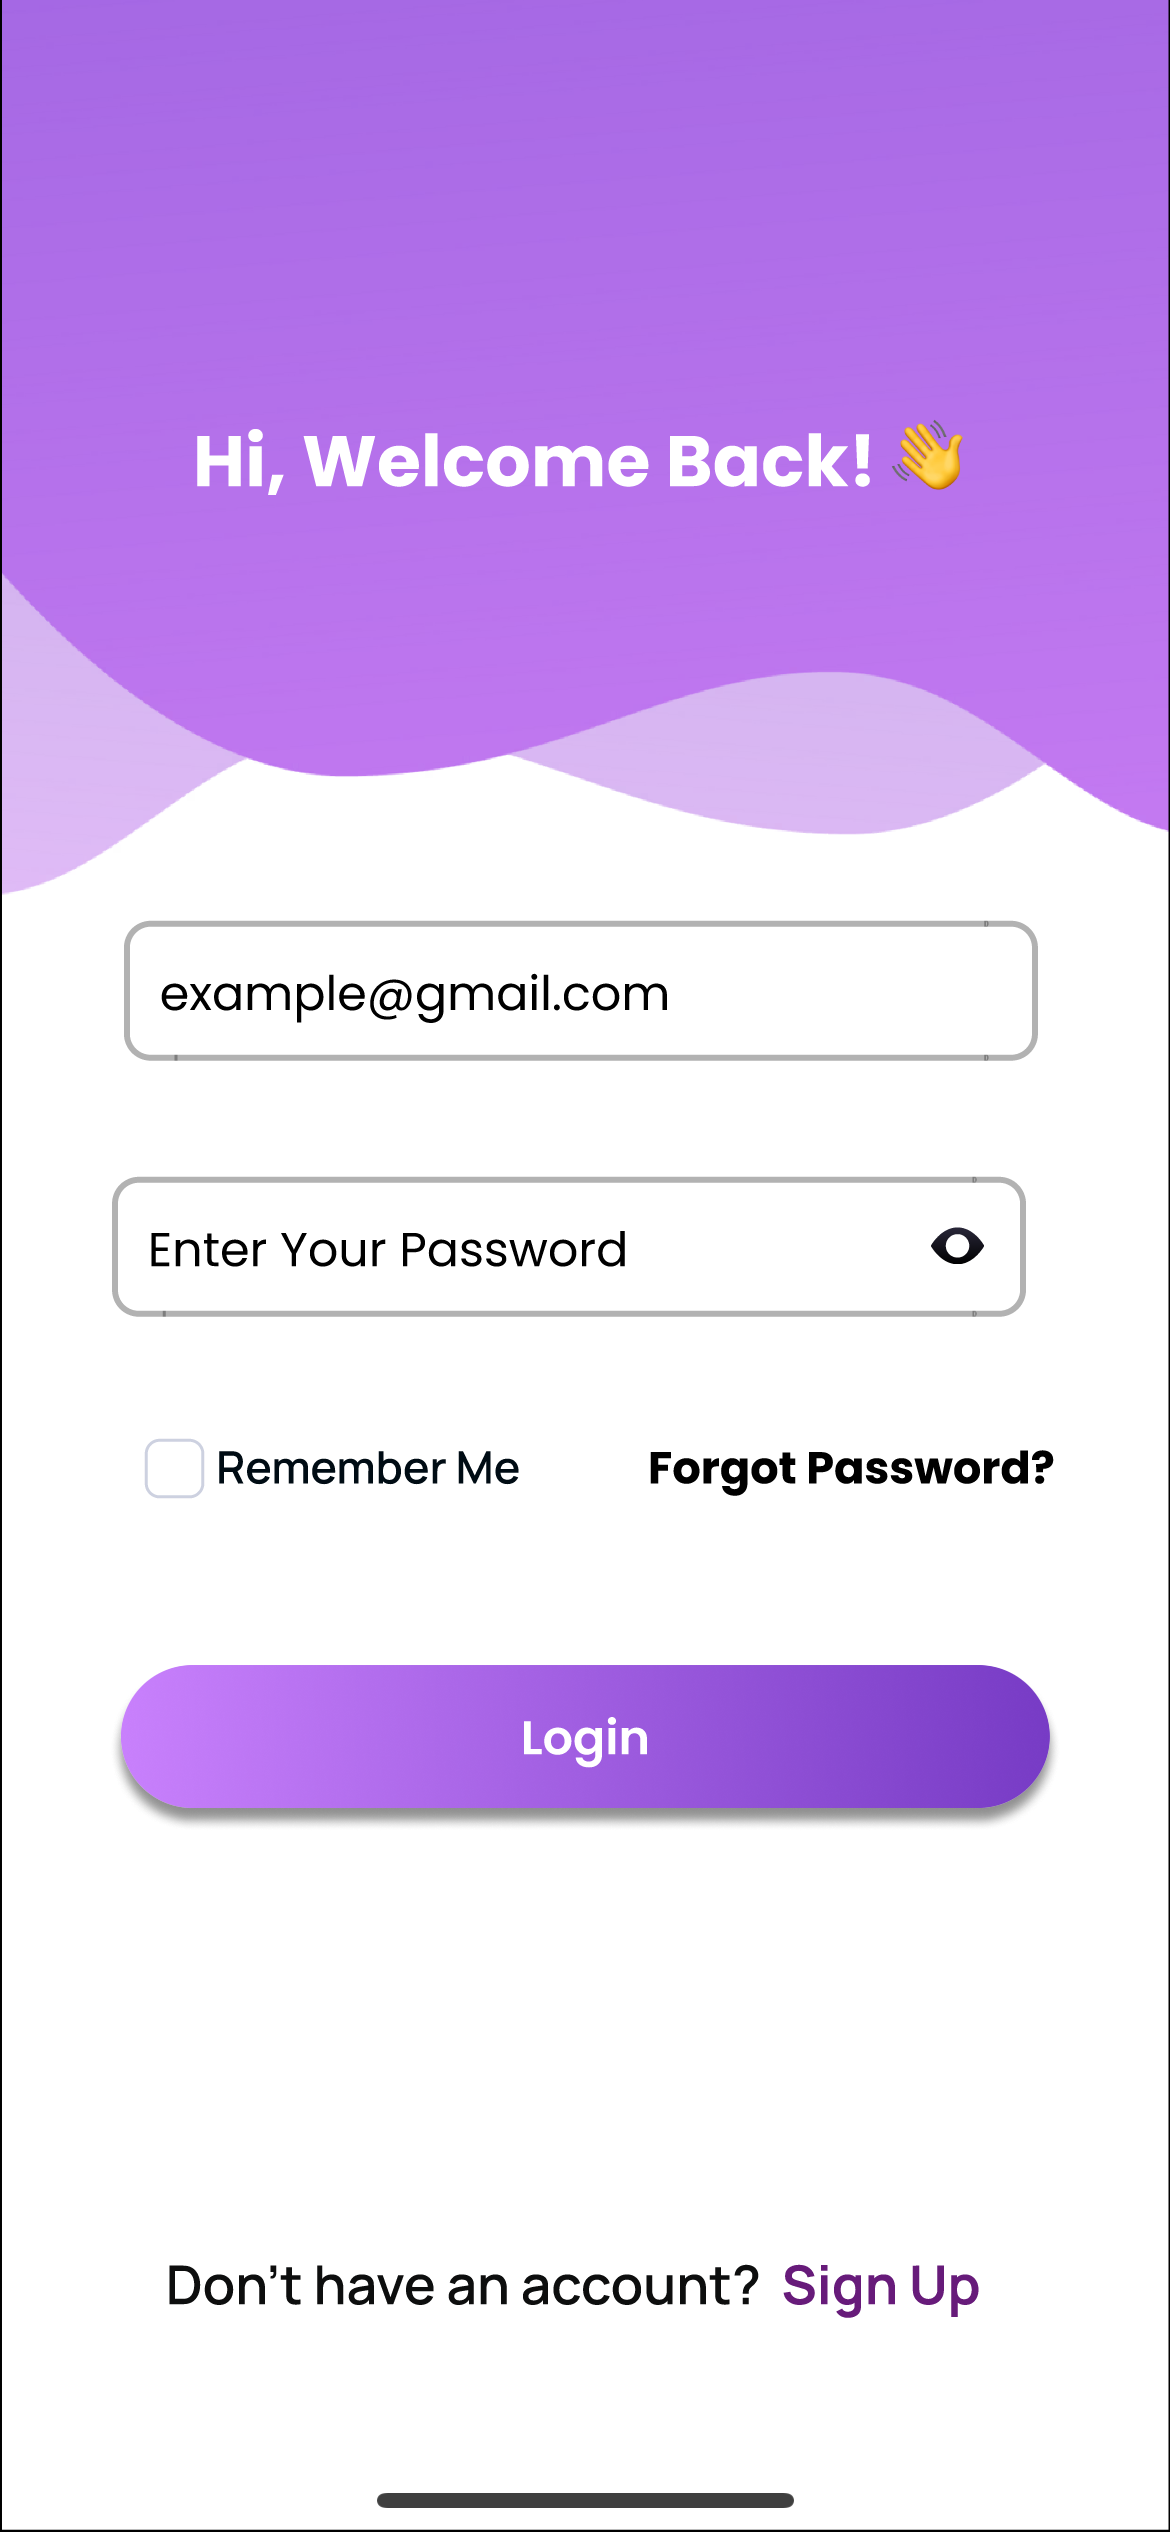 Hi, Welcome Back! 👋
example@gmail.com
Enter Your Password
Remember Me Forgot Password?
Login
Don't have an account? Sign Up